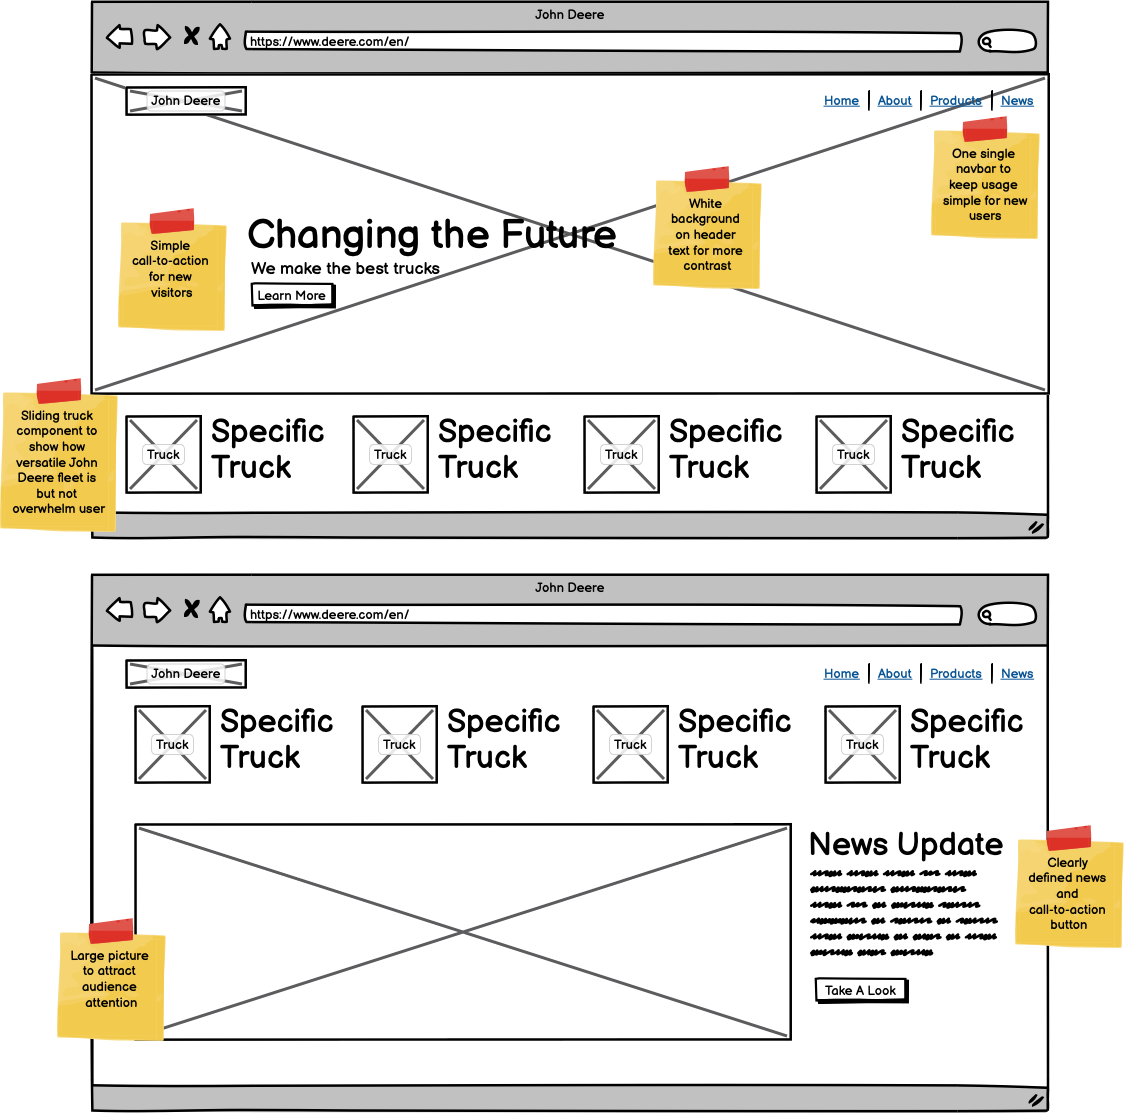 John Deere
https://www.deere.com/en/
John Deere
Home
About
Products
News
One single
navbar to
keep usage
simple for new
users
White
background
on header
text for more
contrast
Simple
call-to-action
for new
visitors
Changing the Future
We make the best trucks
Learn More
Sliding truck
component to
show how
versatile John
Deere fleet is
but not
overwhelm user
Truck
Specific
Truck
Truck
Specific
Truck
Truck
Specific
Truck
Truck
Specific
Truck
John Deere
https://www.deere.com/en/
John Deere
Home
About
Products
News
Truck
Specific
Truck
Truck
Specific
Truck
Truck
Specific
Truck
Truck
Specific
Truck
News Update
Take A Look
Clearly
defined news
and
call-to-action
button
Large picture
to attract
audience
attention